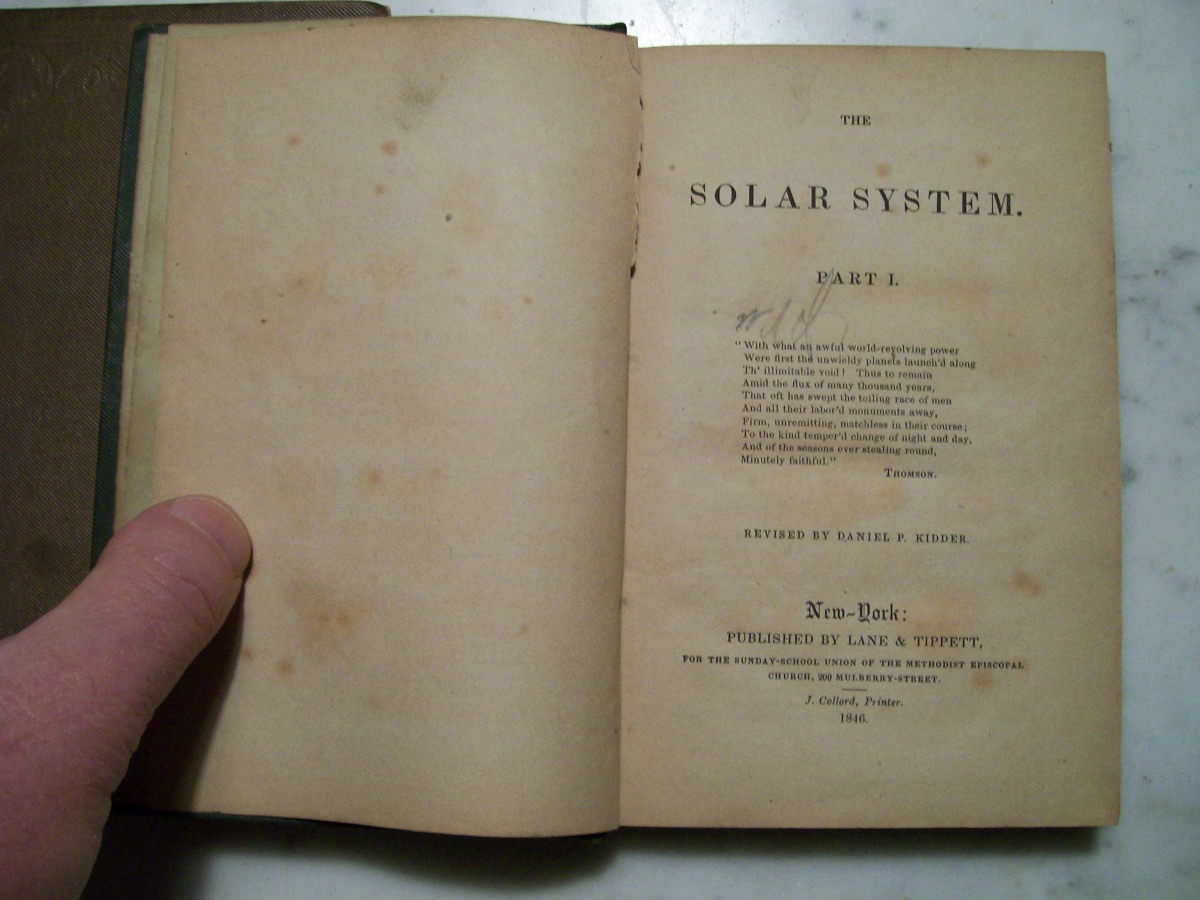 THE
SOLAR SYSTEM.
PART I.
"With what an awful world-revolving power
Were first the unwieldy planets launch'd along
Th' illimitable void! Thus to remain
Amid the flux of many thousand years,
That oft has swept the toiling race of men
And all their labor'd monuments away,
Firm, unremitting, matchless in their course;
To the kind temper'd change of night and day,
And of the seasons ever stealing round,
Minutely faithful."
THOMSON.
REVISED BY DANIEL P. KIDDER.
New-York:
PUBLISHED BY LANE & TIPPETT,
FOR THE SUNDAY-SCHOOL UNION OF THE METHODIST EPISCOPAL
CHURCH, 200 MULBERRY-STREET.
J. Collord, Printer.
1846.